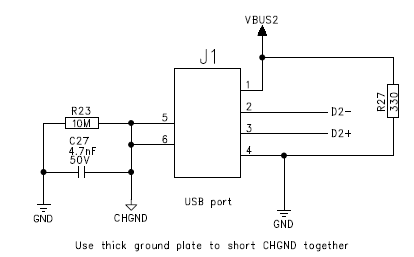 VBUS2
J1
1
R23
10M
5
2
D2-
R27
330
C27
4.7nF
50V
6
3
D2+
4
GND
CHGND
USB port
GND
Use thick ground plate to short CHGND together